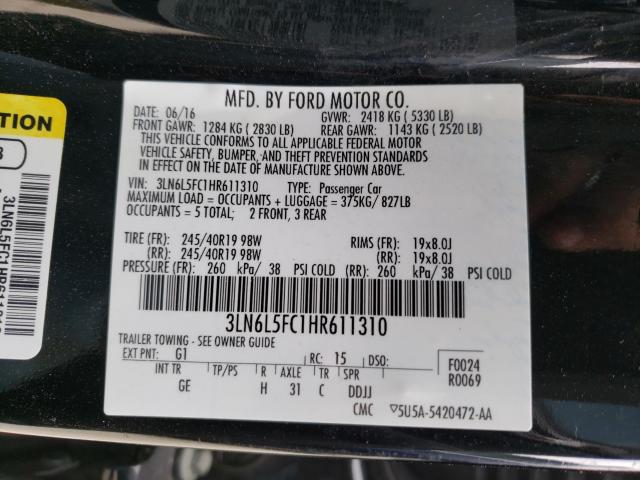 MFD. BY FORD MOTOR CO.
DATE: 06/16 GVWR: 2418 KG ( 5330 LB)
FRONT GAWR: 1284 KG ( 2830 LB) REAR GAWR: 1143 KG ( 2520 LB)
THIS VEHICLE CONFORMS TO ALL APPLICABLE FEDERAL MOTOR
VEHICLE SAFETY, BUMPER, AND THEFT PREVENTION STANDARDS
IN EFFECT ON THE DATE OF MANUFACTURE SHOWN ABOVE.
VIN: 3LN6L5FC1HR611310 TYPE: Passenger Car
MAXIMUM LOAD = OCCUPANTS + LUGGAGE = 375KG/ 827LB
OCCUPANTS = 5 TOTAL; 2 FRONT, 3 REAR
TIRE (FR): 245/40R19 98W RIMS (FR): 19x8.0J
(RR): 245/40R19 98W (RR): 19x8.0J
PRESSURE (FR): 260 kPa/ 38 PSI COLD (RR): 260 kPa/ 38 PSI COLD
3LN6L5FC1HR611310
TRAILER TOWING - SEE OWNER GUIDE
EXT PNT: G1 RC: 15 DSO: F0024
INT TR TP/PS R AXLE TR SPR R0069
GE H 31 C DDJJ
CMC ▽5U5A-5420472-AA